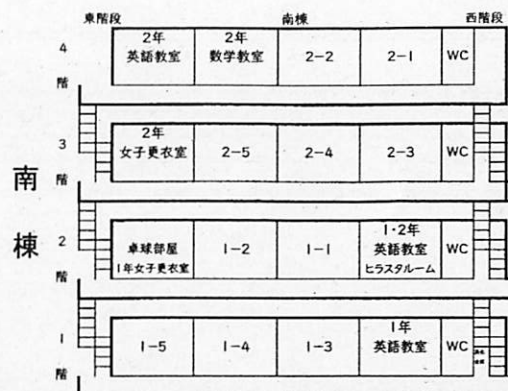 東階段 南棟 西階段
南棟
4階
2年 英語教室
2年 数学教室
2-2
2-1
WC
3階
2年 女子更衣室
2-5
2-4
2-3
WC
2階
卓球部屋
1年女子更衣室
1-2
1-1
1・2年 英語教室
ヒラスタルーム
WC
1階
1-5
1-4
1-3
1年 英語教室
WC